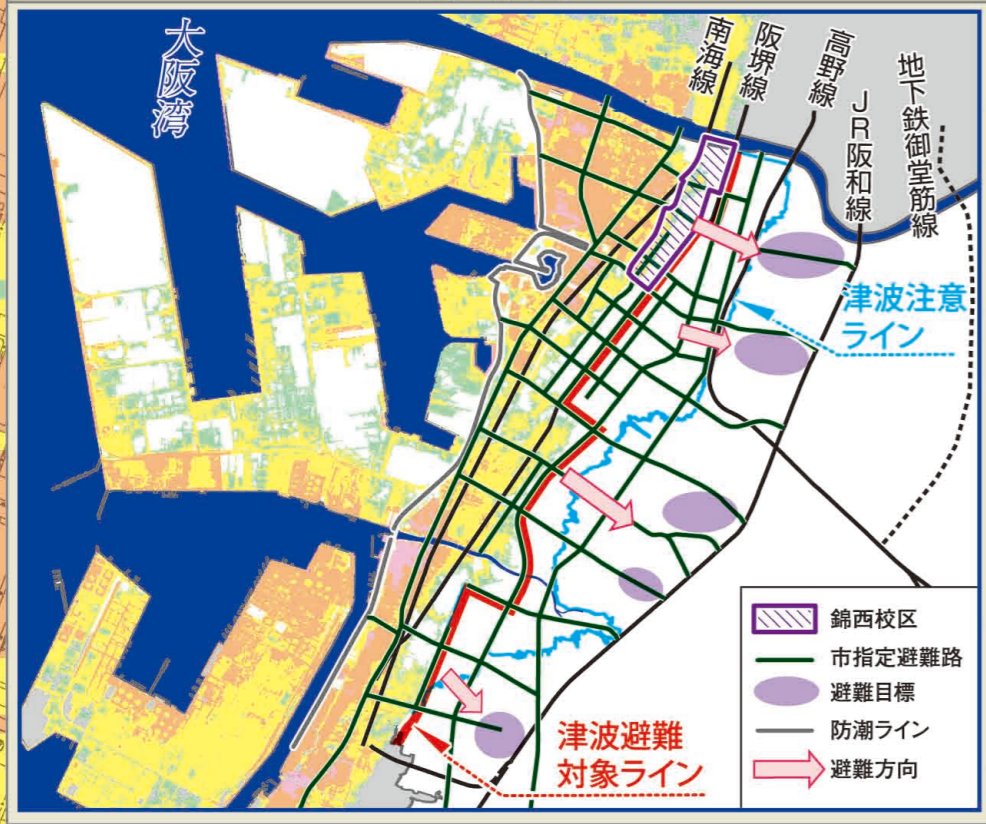 大阪湾
南海線
阪堺線
高野線
JR阪和線
地下鉄御堂筋線
津波注意
ライン
津波避難
対象ライン
錦西校区
市指定避難路
避難目標
防潮ライン
避難方向